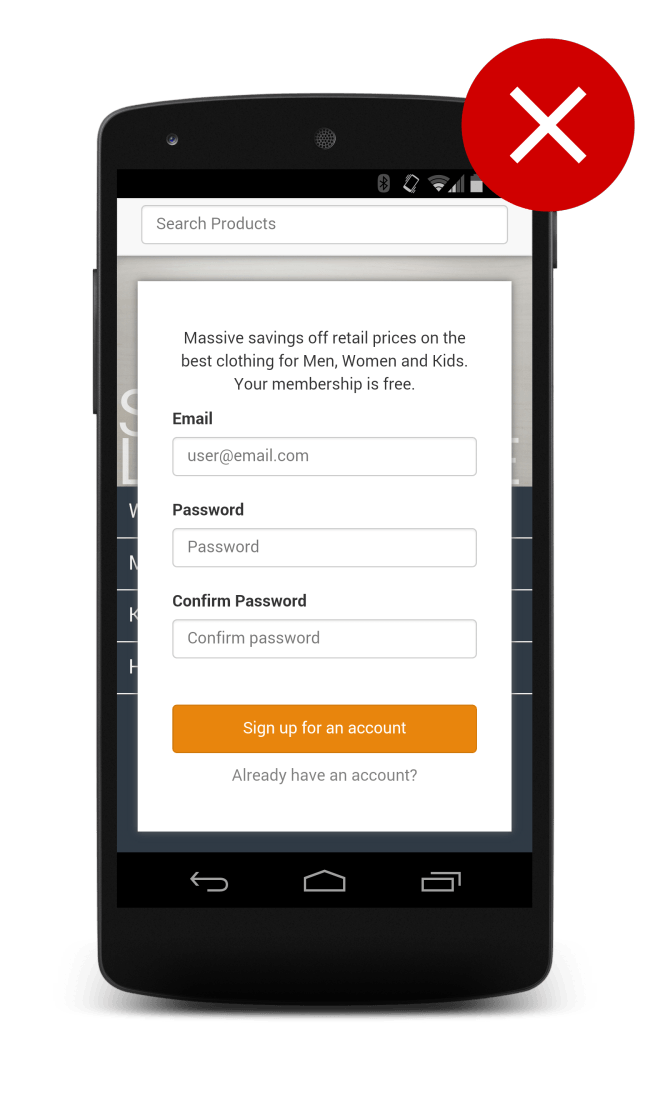 Search Products
Massive savings off retail prices on the
best clothing for Men, Women and Kids.
Your membership is free.
Email
user@email.com
Password
Password
Confirm Password
Confirm password
Sign up for an account
Already have an account?